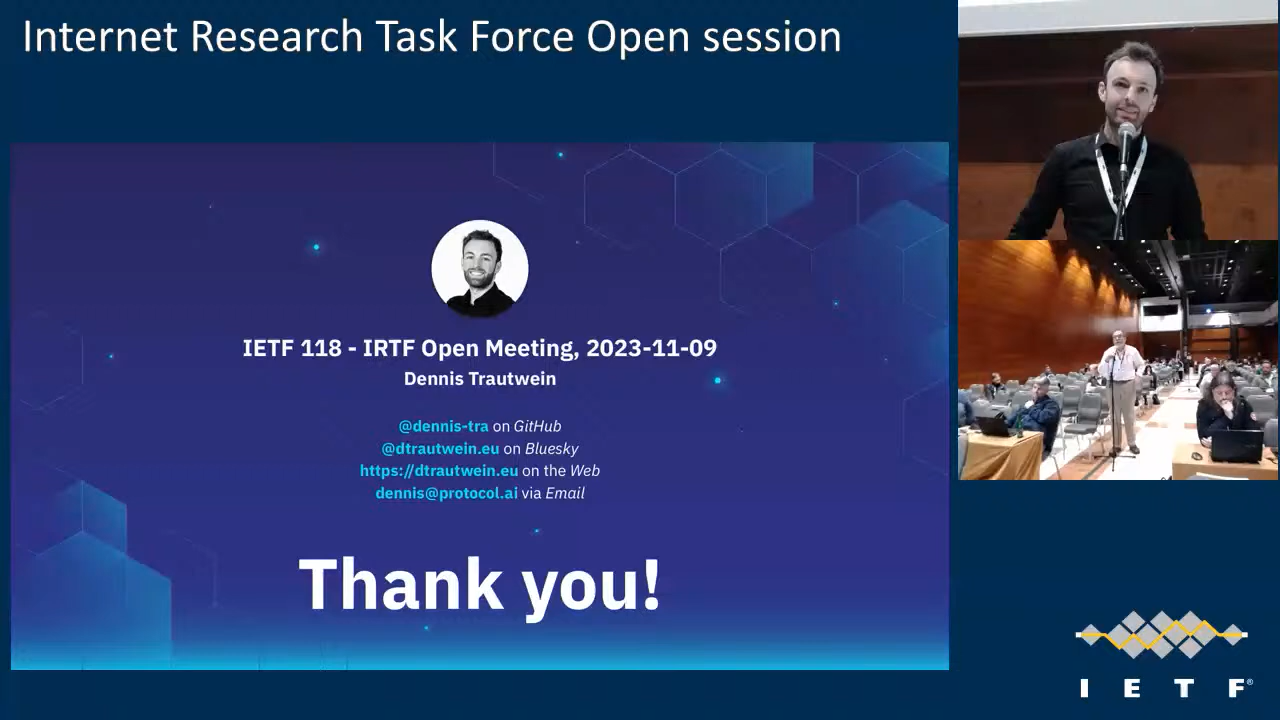 Internet Research Task Force Open session
IETF 118 - IRTF Open Meeting, 2023-11-09
Dennis Trautwein
@dennis-tra on GitHub
@dtrautwein.eu on Bluesky
https://dtrautwein.eu on the Web
dennis@protocol.ai via Email
Thank you!
I E T F®